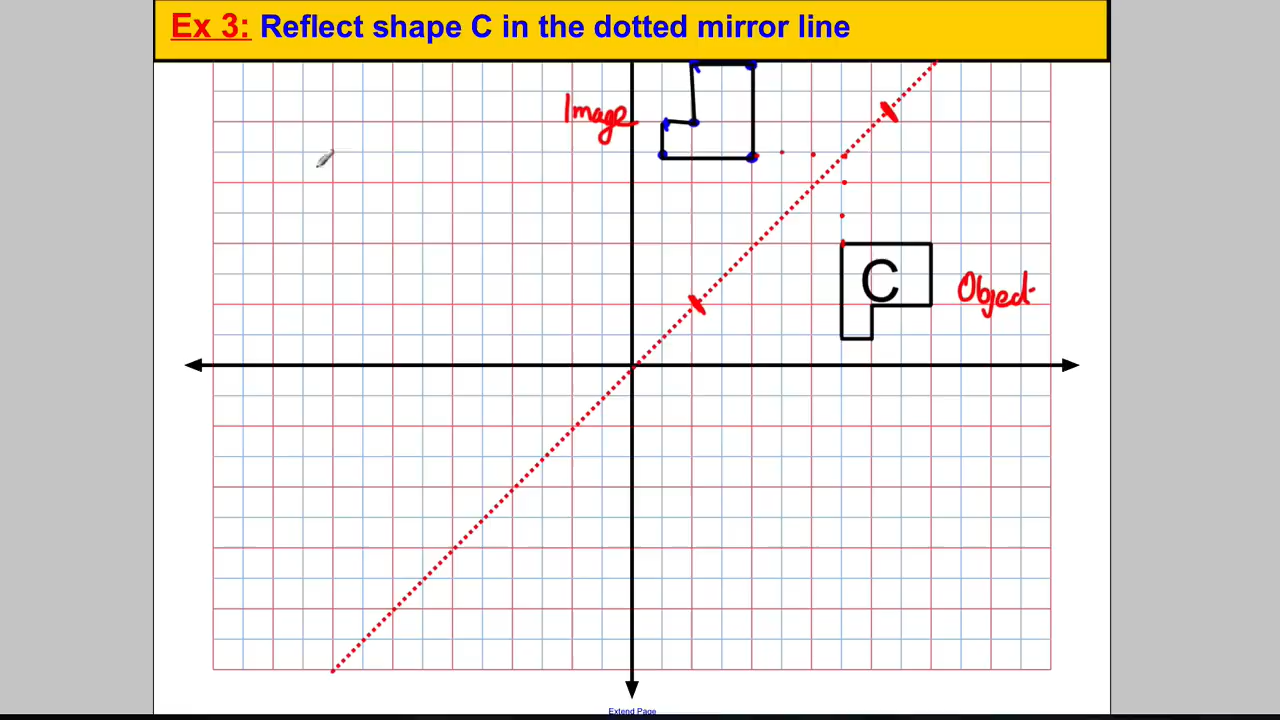 Ex 3: Reflect shape C in the dotted mirror line
Image
C
Object
Extend Page